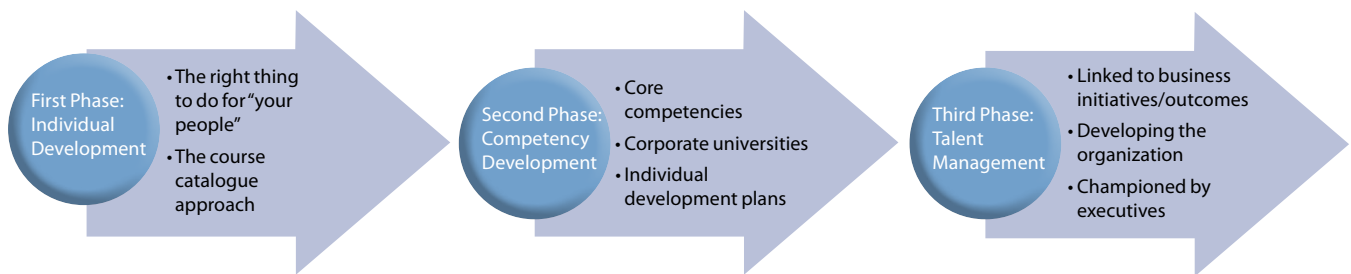 First Phase:
Individual
Development
• The right thing
to do for “your
people”
• The course
catalogue
approach
Second Phase:
Competency
Development
• Core
competencies
• Corporate universities
• Individual
development plans
Third Phase:
Talent
Management
• Linked to business
initiatives/outcomes
• Developing the
organization
• Championed by
executives